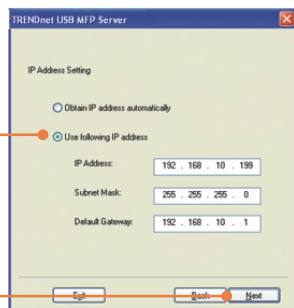 TRENDnet USB MFP Server
IP Address Setting
Obtain IP address automatically
Use following IP address
IP Address: 192 . 168 . 10 . 199
Subnet Mask: 255 . 255 . 255 . 0
Default Gateway: 192 . 168 . 10 . 1
Exit Back Next